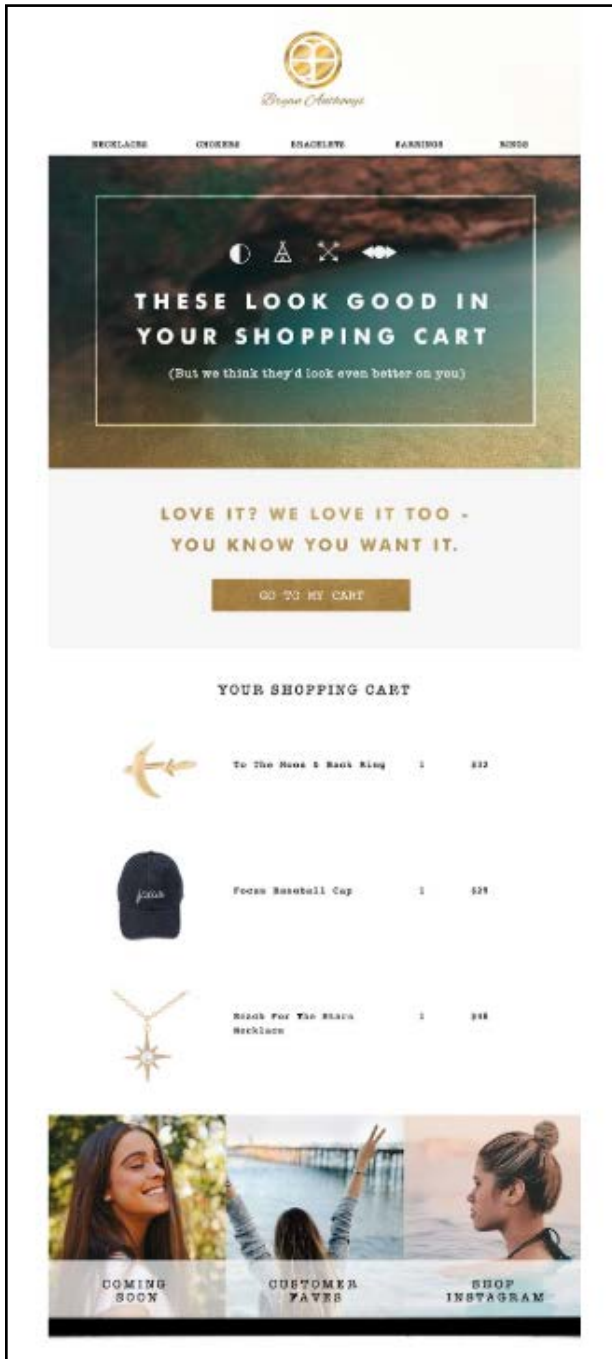 Bryan Anthonys
NECKLACES CHOKERS BRACELETS EARRINGS RINGS
THESE LOOK GOOD IN
YOUR SHOPPING CART
(But we think they'd look even better on you)
LOVE IT? WE LOVE IT TOO -
YOU KNOW YOU WANT IT.
GO TO MY CART
YOUR SHOPPING CART
To The Moon & Back Ring 1 $32
Focus Baseball Cap 1 $29
focus
Reach For The Stars 1 $48
Necklace
COMING CUSTOMER SHOP
SOON FAVES INSTAGRAM